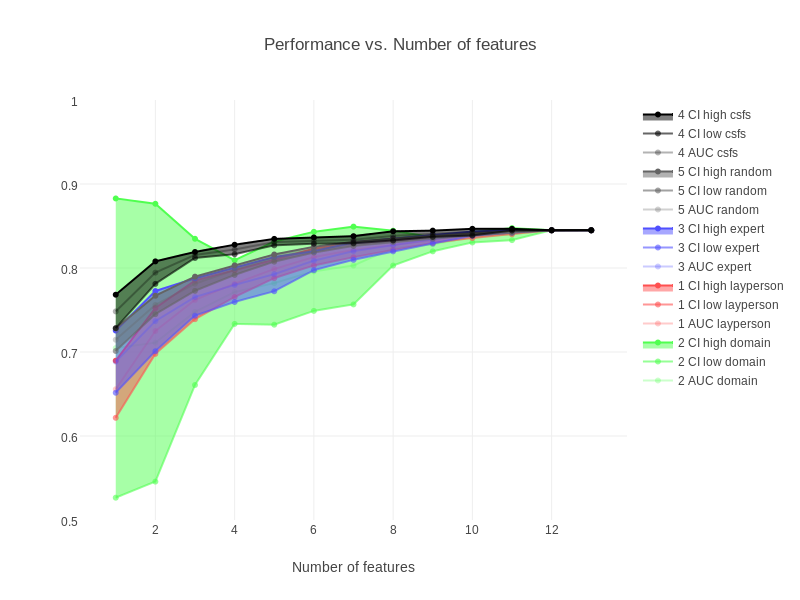 Performance vs. Number of features
1
0.9
0.8
0.7
0.6
0.5
2
4
6
8
10
12
Number of features
4 CI high csfs
4 CI low csfs
4 AUC csfs
5 CI high random
5 CI low random
5 AUC random
3 CI high expert
3 CI low expert
3 AUC expert
1 CI high layperson
1 CI low layperson
1 AUC layperson
2 CI high domain
2 CI low domain
2 AUC domain